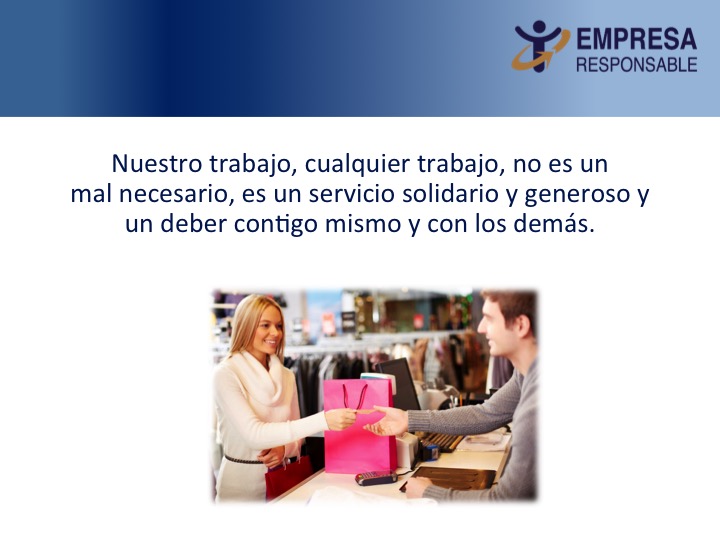 EMPRESA
RESPONSABLE
Nuestro trabajo, cualquier trabajo, no es un
mal necesario, es un servicio solidario y generoso y
un deber contigo mismo y con los demás.